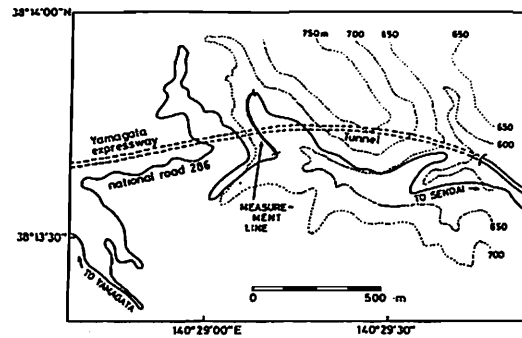 38°14'00"N
750m 700 650 650
650
600
Yamagata
expressway
Tunnel
national road 286
MEASURE-
MENT
LINE
TO SENDAI
38°13'30"
650
700
TO YAMAGATA
0 500 m
140°29'00"E 140°29'30"